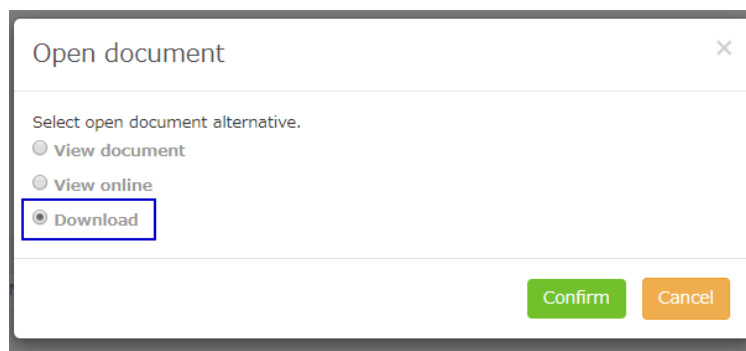 Open document
×
Select open document alternative.
View document
View online
Download
Confirm Cancel